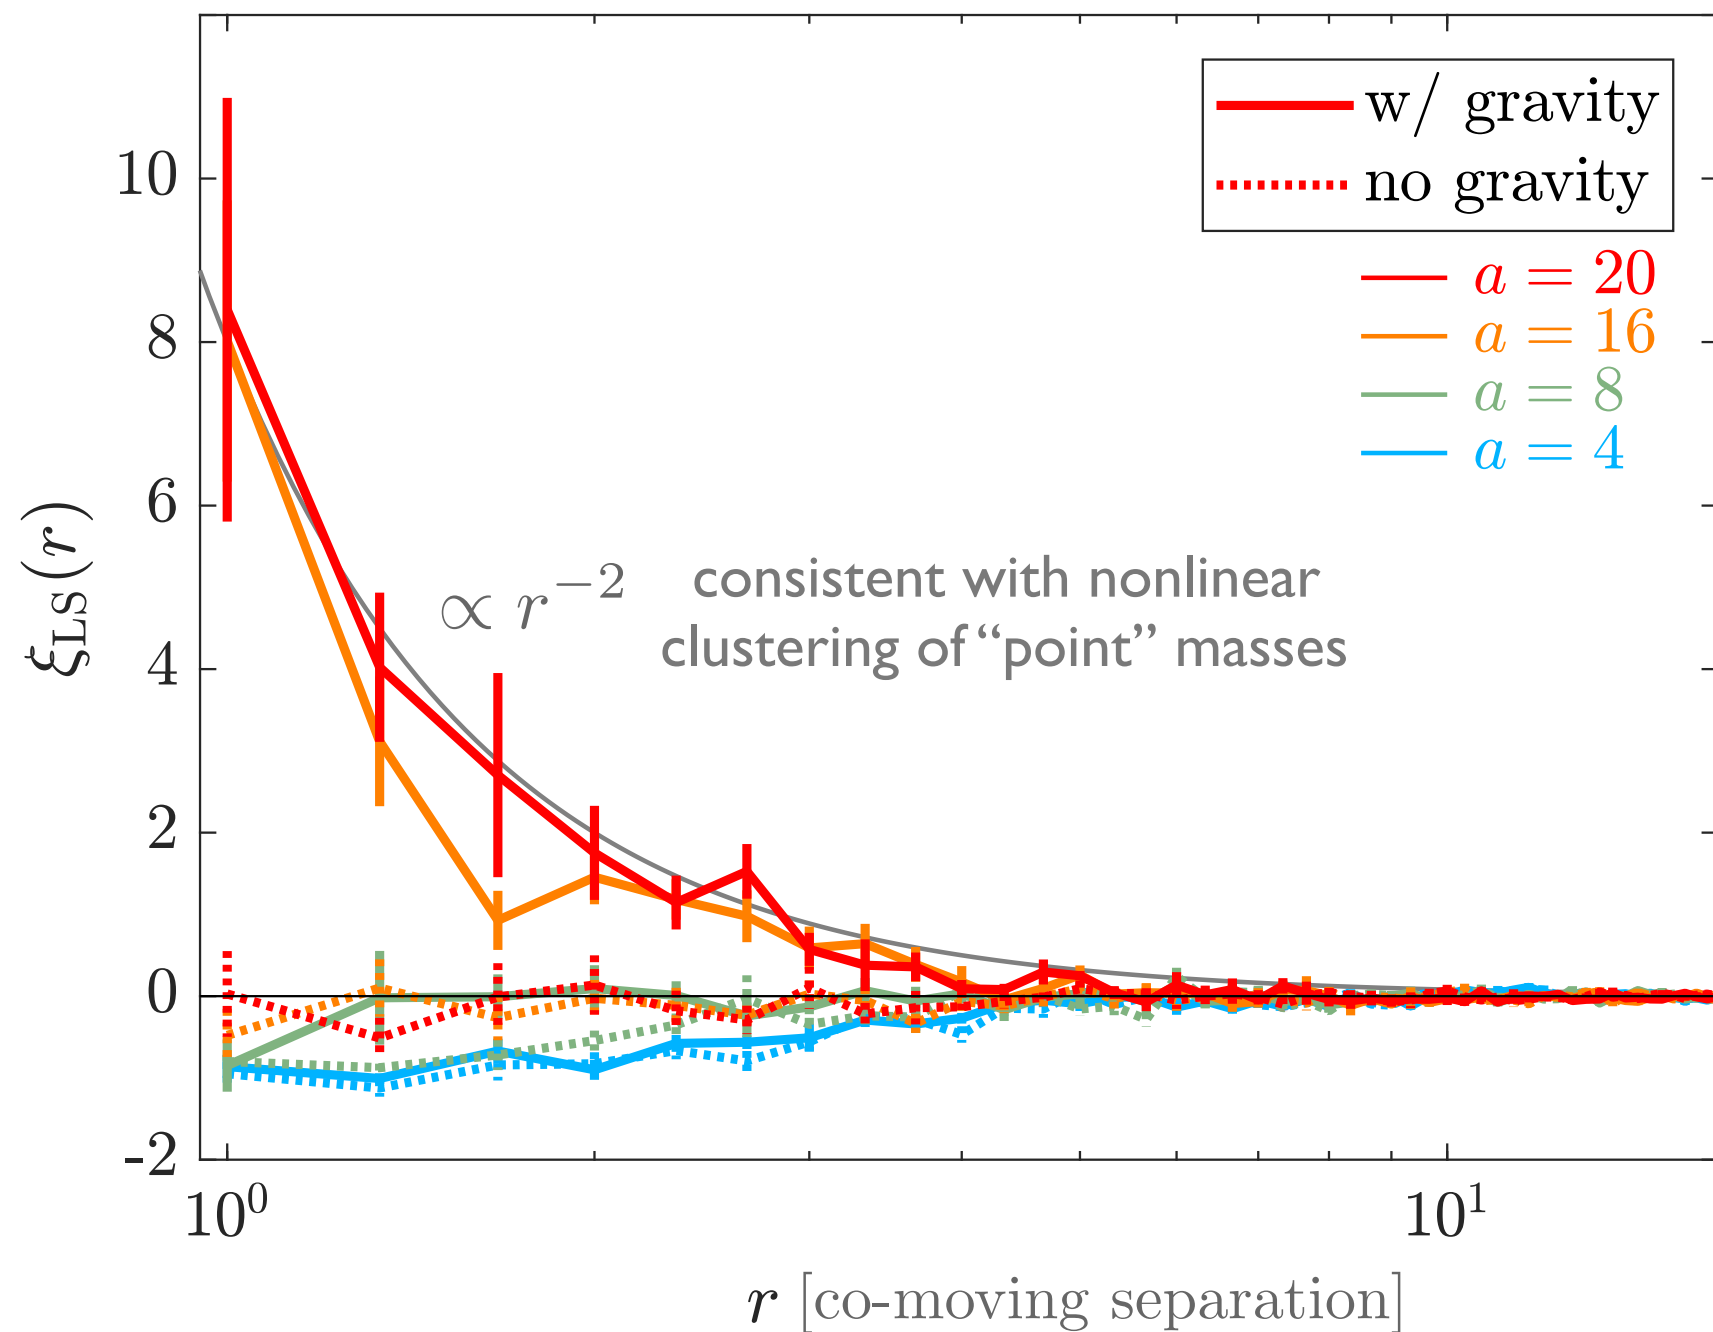 w/ gravity
no gravity
a = 20
a = 16
a = 8
a = 4
10
8
6
4
2
0
-2
ξ_LS(r)
∝ r^{-2} consistent with nonlinear
clustering of “point” masses
10^0 10^1
r [co-moving separation]